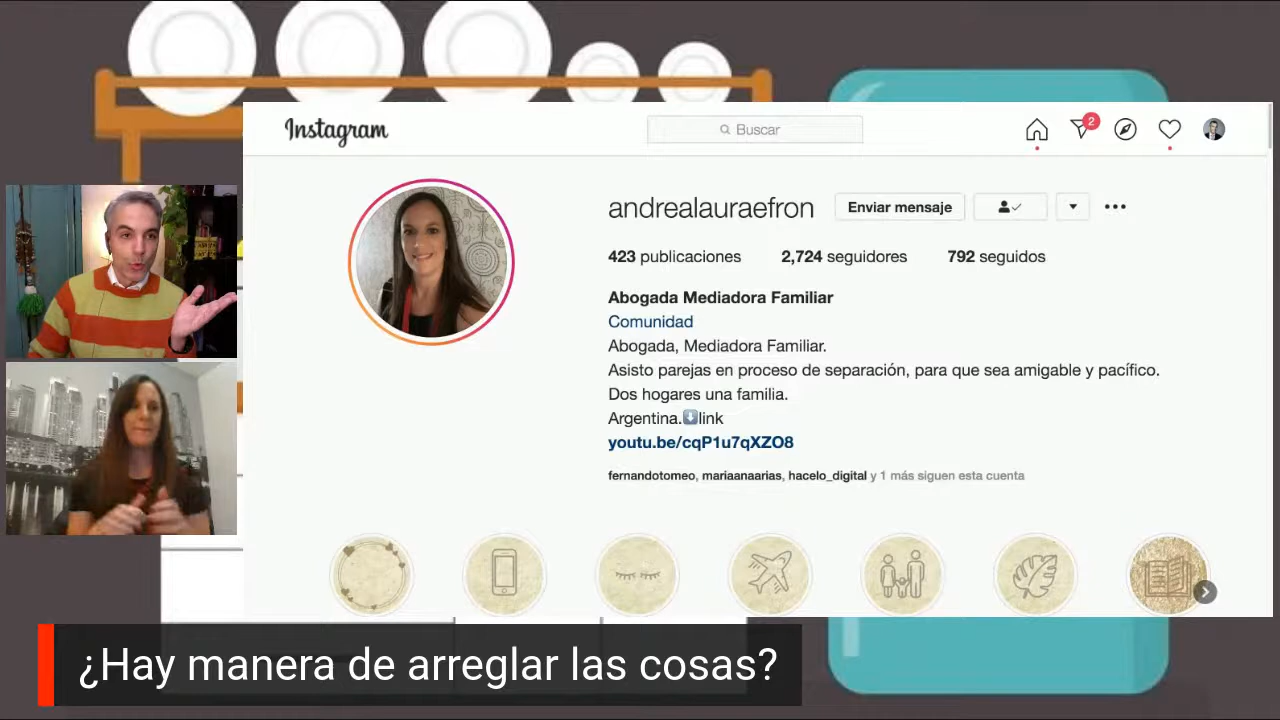 Instagram
Buscar
2
andrealauraefron
Enviar mensaje
423 publicaciones 2,724 seguidores 792 seguidos
Abogada Mediadora Familiar
Comunidad
Abogada, Mediadora Familiar.
Asisto parejas en proceso de separación, para que sea amigable y pacífico.
Dos hogares una familia.
Argentina.⬇️link
youtu.be/cqP1u7qXZO8
fernandotomeo, mariaanaarias, hacelo_digital y 1 más siguen esta cuenta
¿Hay manera de arreglar las cosas?